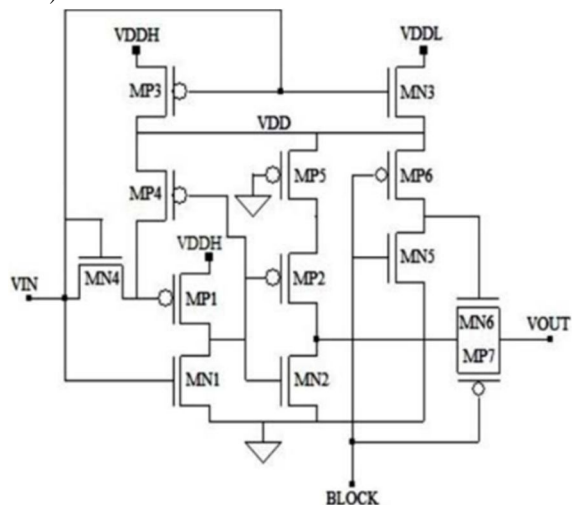 VDDH
VDDL
MP3
MN3
VDD
MP4
MP5
MP6
VDDH
MN4
MN5
VIN
MP1
MP2
MN6
VOUT
MP7
MN1
MN2
BLOCK